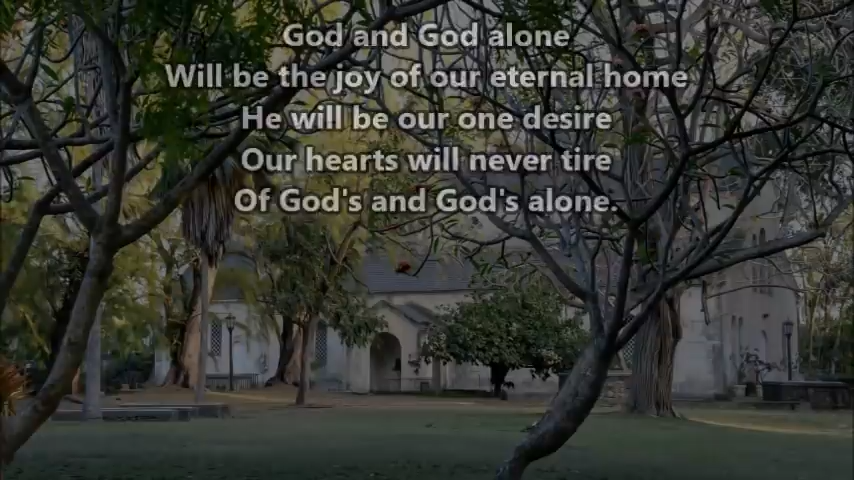 God and God alone
Will be the joy of our eternal home
He will be our one desire
Our hearts will never tire
Of God's and God's alone.